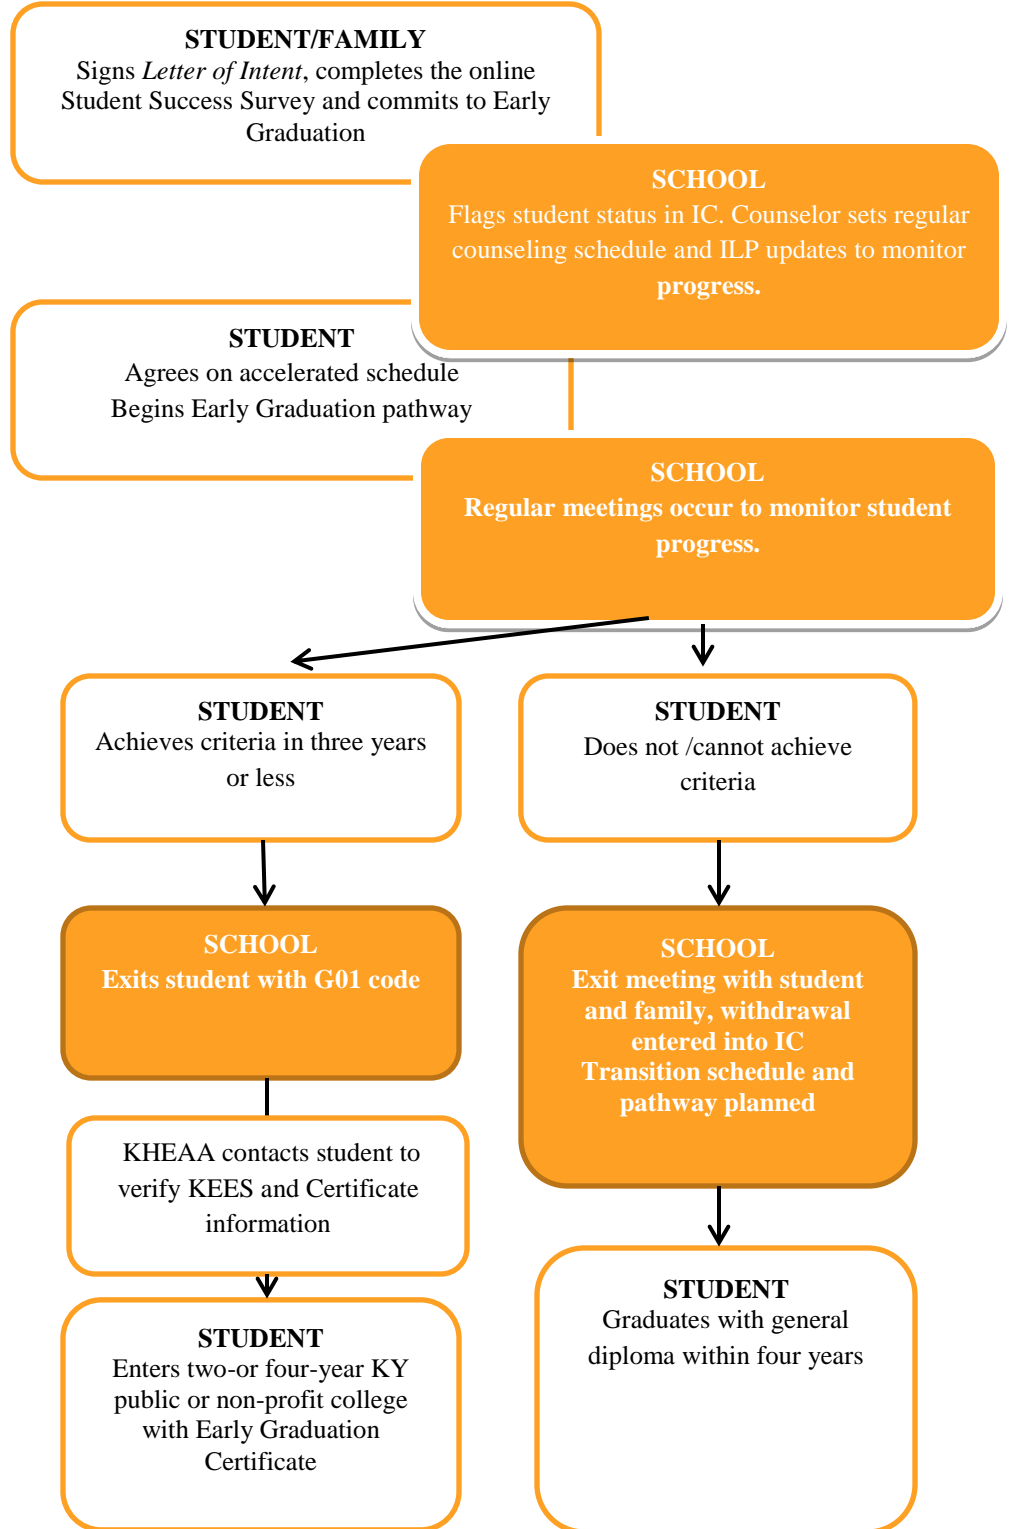 STUDENT/FAMILY
Signs Letter of Intent, completes the online
Student Success Survey and commits to Early
Graduation
SCHOOL
Flags student status in IC. Counselor sets regular
counseling schedule and ILP updates to monitor
progress.
STUDENT
Agrees on accelerated schedule
Begins Early Graduation pathway
SCHOOL
Regular meetings occur to monitor student
progress.
STUDENT
Achieves criteria in three years
or less
STUDENT
Does not /cannot achieve
criteria
SCHOOL
Exits student with G01 code
SCHOOL
Exit meeting with student
and family, withdrawal
entered into IC
Transition schedule and
pathway planned
KHEAA contacts student to
verify KEES and Certificate
information
STUDENT
Enters two-or four-year KY
public or non-profit college
with Early Graduation
Certificate
STUDENT
Graduates with general
diploma within four years